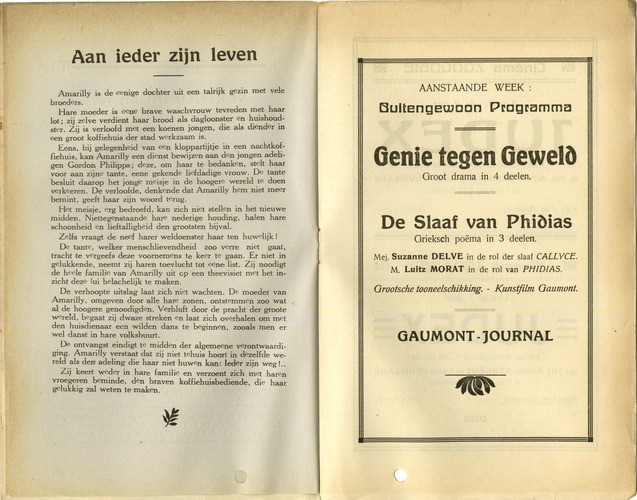 Aan ieder zijn leven
Amarilly is de eenige dochter uit een talrijk gezin met vele
broeders.
Hare moeder is eene brave waschvrouw tevreden met haar
lot; zij zelve verdient haar brood als dagloonster en huishoud-
ster. Zij is verloofd met een koenen jongen, die als diender in
een groot koffiehuis der stad werkzaam is.
Eens, bij gelegenheid van een kloppartijtje in een nachtkof-
fiehuis, kan Amarilly een dienst bewijzen aan den jongen adeli-
gen Gordon Philipps; deze, om haar te bedanken, stelt haar
voor aan zijne tante, eene gekende liefdadige vrouw. De tante
besluit daarop het jonge meisje in de hoogere wereld te doen
verkeeren. De verloofde, denkende dat Amarilly hem niet meer
bemint, geeft haar zijn woord terug.
Het meisje, erg bedroefd, kan zich niet stellen in het nieuwe
midden. Niettegenstaande hare nederige houding, halen hare
schoonheid en lieftalligheid den grootsten bijval.
Zelfs vraagt de neef harer weldoenster haar ten huwelijk!
De tante, welker menschlievendheid zoo verre niet gaat,
tracht te vergeefs deze voornemens te keer te gaan. Er niet in
gelukkende, neemt zij haren toevlucht tot eene list. Zij noodigt
de heele familie van Amarilly uit op een theevisiet met het in-
zicht deze lui belachelijk te maken.
De verhoopte uitslag laat zich niet wachten. De moeder van
Amarilly, omgeven door alle hare zonen, ontstemmen zoo wat
al de hoogere genoodigden. Verbluft door de pracht der groote
wereld, begaat zij dwaze streken en laat zich overhalen om met
den huisdienaar een wilden dans te beginnen, zooals men er
wel danst in hare volksbuurt.
De ontvangst eindigt te midden der algemeene verontwaardi-
ging. Amarilly verstaat dat zij niet tehuis hoort in dezelfde we-
reld als den adeling die haar niet huwen kan: Ieder zijn weg!..
Zij keert weder in hare familie en verzoent zich met haren
vroegeren beminde, den braven koffiehuisbediende, die haar
gelukkig zal weten te maken.
AANSTAANDE WEEK :
Buitengewoon Programma
Genie tegen Geweld
Groot drama in 4 deelen.
De Slaaf van Phidias
Grieksch poëma in 3 deelen.
Mej. Suzanne DELVE in de rol der slaaf CALLYCE.
M. Luitz MORAT in de rol van PHIDIAS.
Grootsche tooneelschikking. - Kunstfilm Gaumont.
GAUMONT-JOURNAL